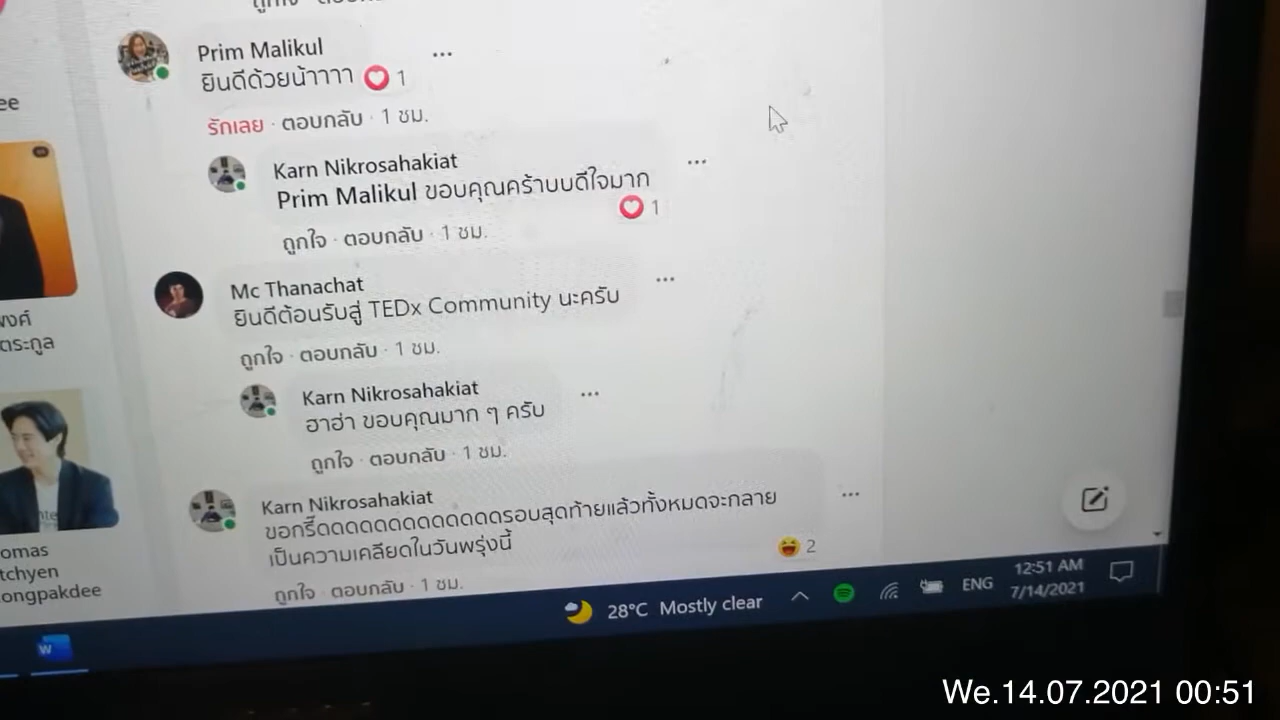 Prim Malikul
ยินดีด้วยน้าาาา 1
รักเลย · ตอบกลับ · 1 ชม.
Karn Nikrosahakiat
Prim Malikul ขอบคุณคร้าบบดีใจมาก
1
ถูกใจ · ตอบกลับ · 1 ชม.
Mc Thanachat
ยินดีต้อนรับสู่ TEDx Community นะครับ
ถูกใจ · ตอบกลับ · 1 ชม.
Karn Nikrosahakiat
ฮาฮ่า ขอบคุณมาก ๆ ครับ
ถูกใจ · ตอบกลับ · 1 ชม.
Karn Nikrosahakiat
ขอกรี๊ดดดดดดดดดดดดดรอบสุดท้ายแล้วทั้งหมดจะกลาย
เป็นความเคลียดในวันพรุ่งนี้
2
ถูกใจ · ตอบกลับ · 1 ชม.
ee
ตระกูล
omas
tchyen
ongpakdee
28°C Mostly clear
ENG
12:51 AM
7/14/2021
We.14.07.2021 00:51